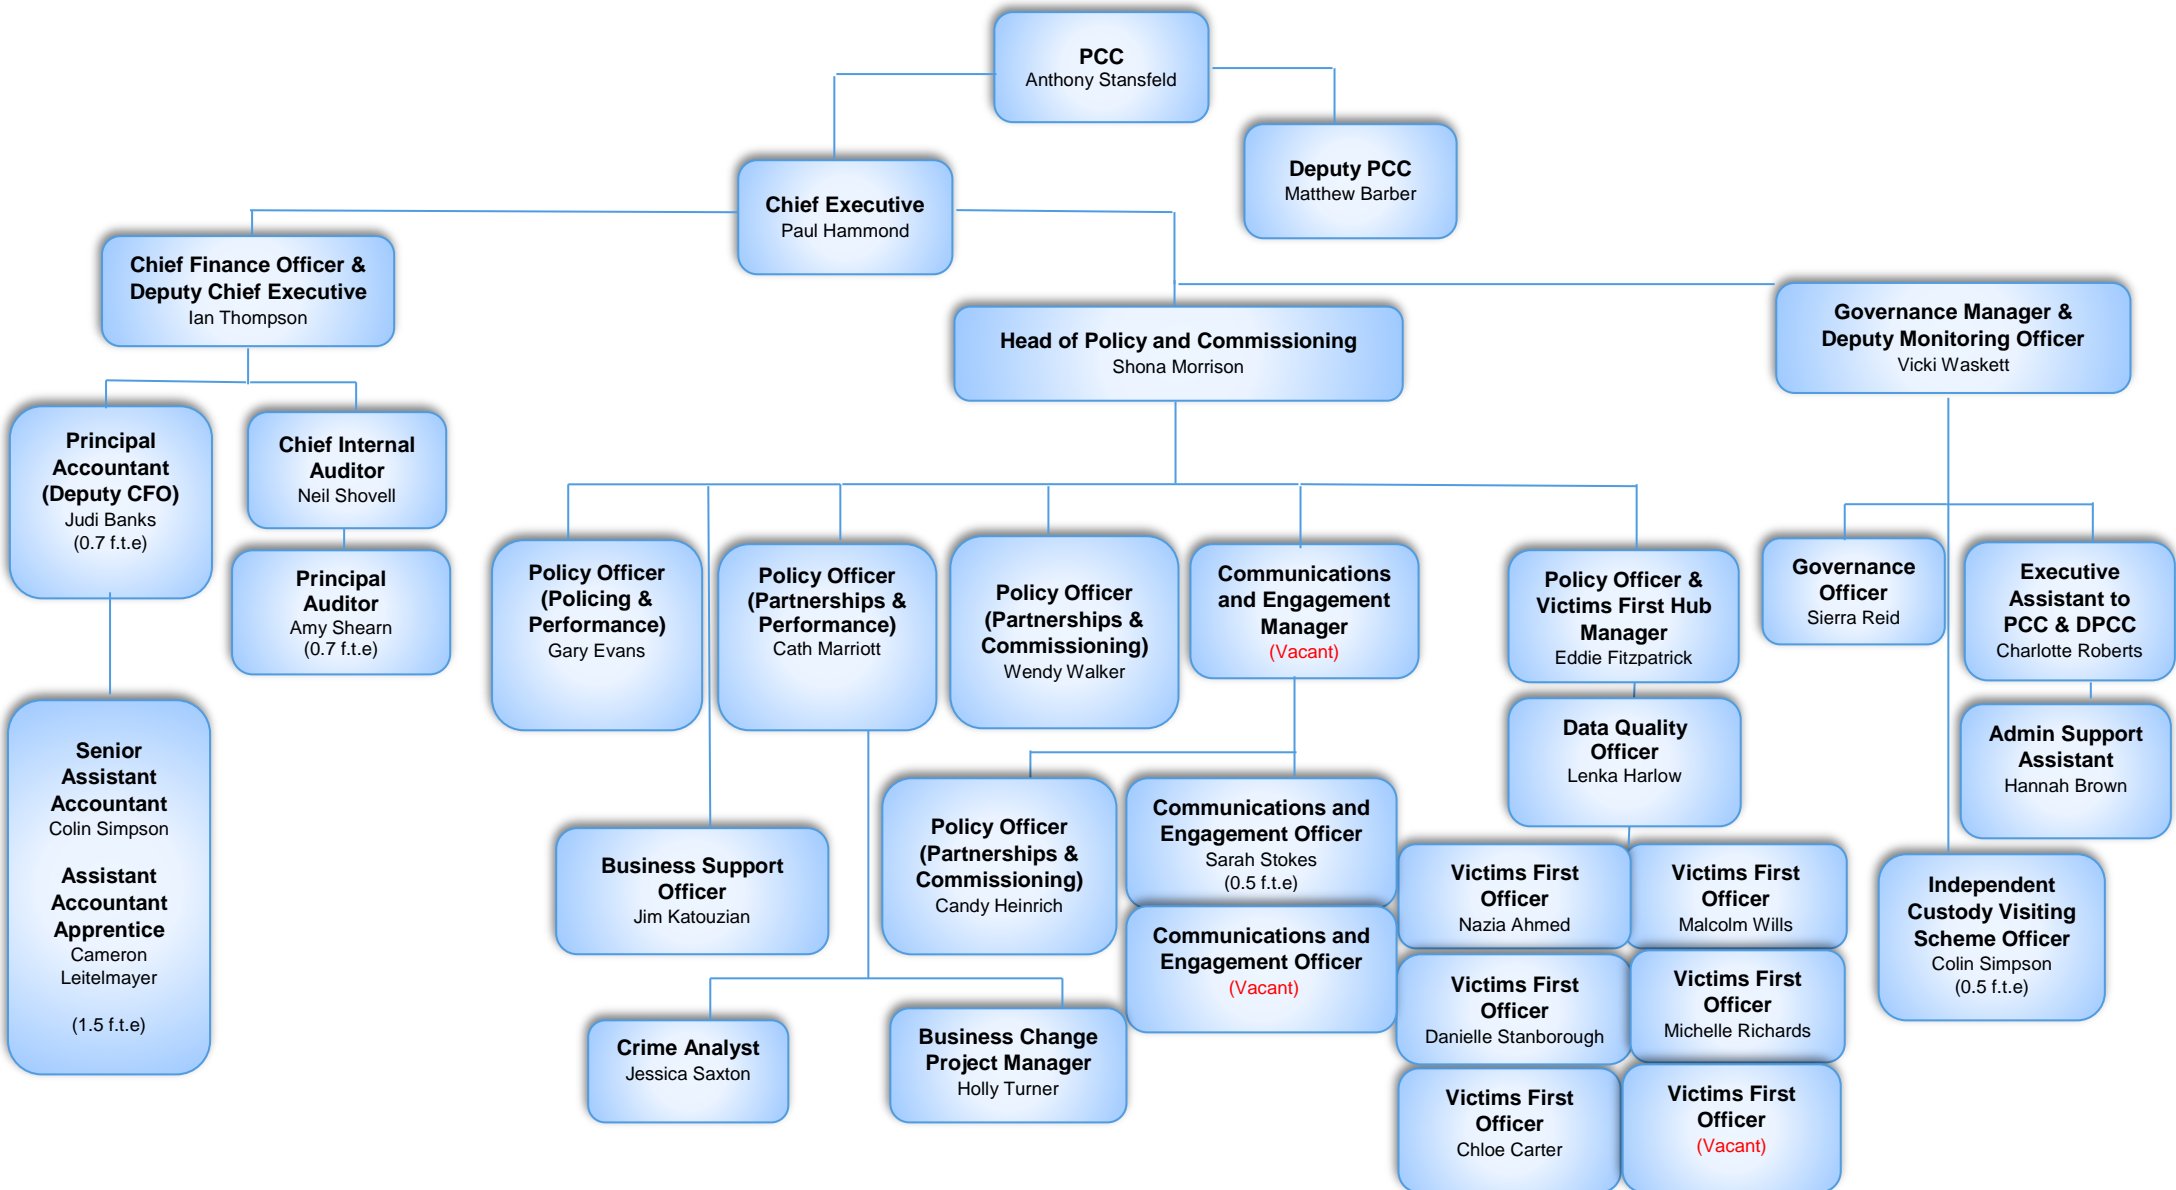 PCC
Anthony Stansfeld
Deputy PCC
Matthew Barber
Chief Executive
Paul Hammond
Chief Finance Officer &
Deputy Chief Executive
Ian Thompson
Head of Policy and Commissioning
Shona Morrison
Governance Manager &
Deputy Monitoring Officer
Vicki Waskett
Principal
Accountant
(Deputy CFO)
Judi Banks
(0.7 f.t.e)
Chief Internal
Auditor
Neil Shovell
Principal
Auditor
Amy Shearn
(0.7 f.t.e)
Senior
Assistant
Accountant
Colin Simpson
Assistant
Accountant
Apprentice
Cameron
Leitelmayer
(1.5 f.t.e)
Policy Officer
(Policing &
Performance)
Gary Evans
Policy Officer
(Partnerships &
Performance)
Cath Marriott
Policy Officer
(Partnerships &
Commissioning)
Wendy Walker
Communications
and Engagement
Manager
(Vacant)
Policy Officer &
Victims First Hub
Manager
Eddie Fitzpatrick
Governance
Officer
Sierra Reid
Executive
Assistant to
PCC & DPCC
Charlotte Roberts
Data Quality
Officer
Lenka Harlow
Admin Support
Assistant
Hannah Brown
Business Support
Officer
Jim Katouzian
Policy Officer
(Partnerships &
Commissioning)
Candy Heinrich
Communications and
Engagement Officer
Sarah Stokes
(0.5 f.t.e)
Communications and
Engagement Officer
(Vacant)
Victims First
Officer
Nazia Ahmed
Victims First
Officer
Malcolm Wills
Independent
Custody Visiting
Scheme Officer
Colin Simpson
(0.5 f.t.e)
Victims First
Officer
Danielle Stanborough
Victims First
Officer
Michelle Richards
Crime Analyst
Jessica Saxton
Business Change
Project Manager
Holly Turner
Victims First
Officer
Chloe Carter
Victims First
Officer
(Vacant)